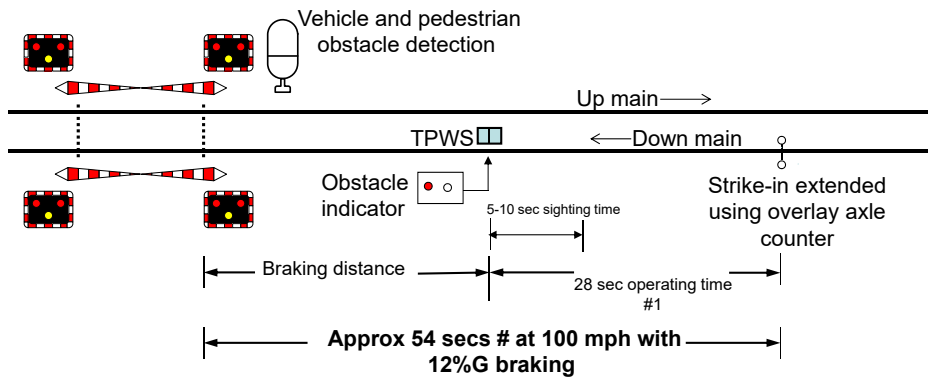 Vehicle and pedestrian
obstacle detection
Up main
TPWS
Down main
Obstacle
indicator
5-10 sec sighting time
Strike-in extended
using overlay axle
counter
Braking distance
28 sec operating time
#1
Approx 54 secs # at 100 mph with
12%G braking